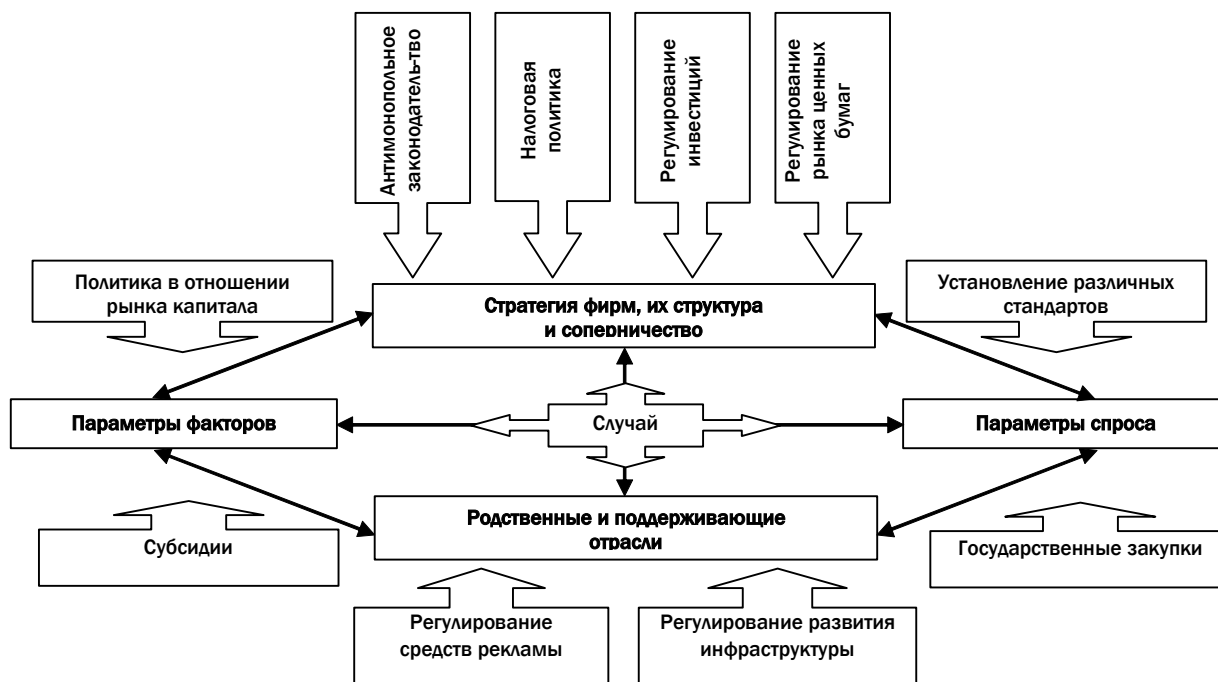 Антимонопольное
законодатель-тво
Налоговая
политика
Регулирование
инвестиций
Регулирование
рынка ценных
бумаг
Политика в отношении
рынка капитала
Стратегия фирм, их структура
и соперничество
Установление различных
стандартов
Параметры факторов
Случай
Параметры спроса
Субсидии
Родственные и поддерживающие
отрасли
Государственные закупки
Регулирование
средств рекламы
Регулирование развития
инфраструктуры